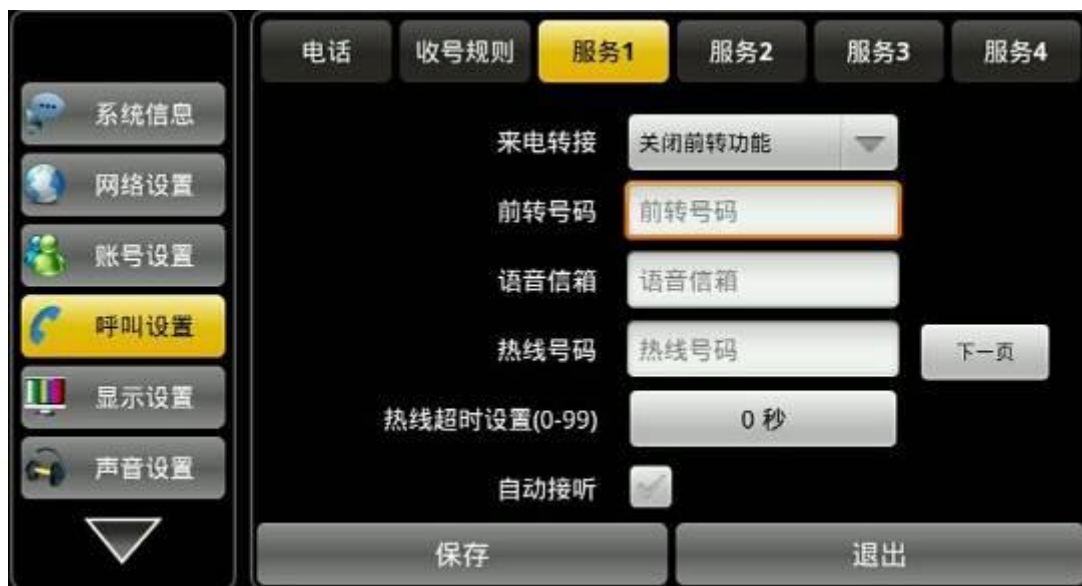 电话 收号规则 服务1 服务2 服务3 服务4
系统信息
网络设置
账号设置
呼叫设置
显示设置
声音设置
来电转接 关闭前转功能
前转号码 前转号码
语音信箱 语音信箱
热线号码 热线号码 下一页
热线超时设置(0-99) 0 秒
自动接听
保存 退出